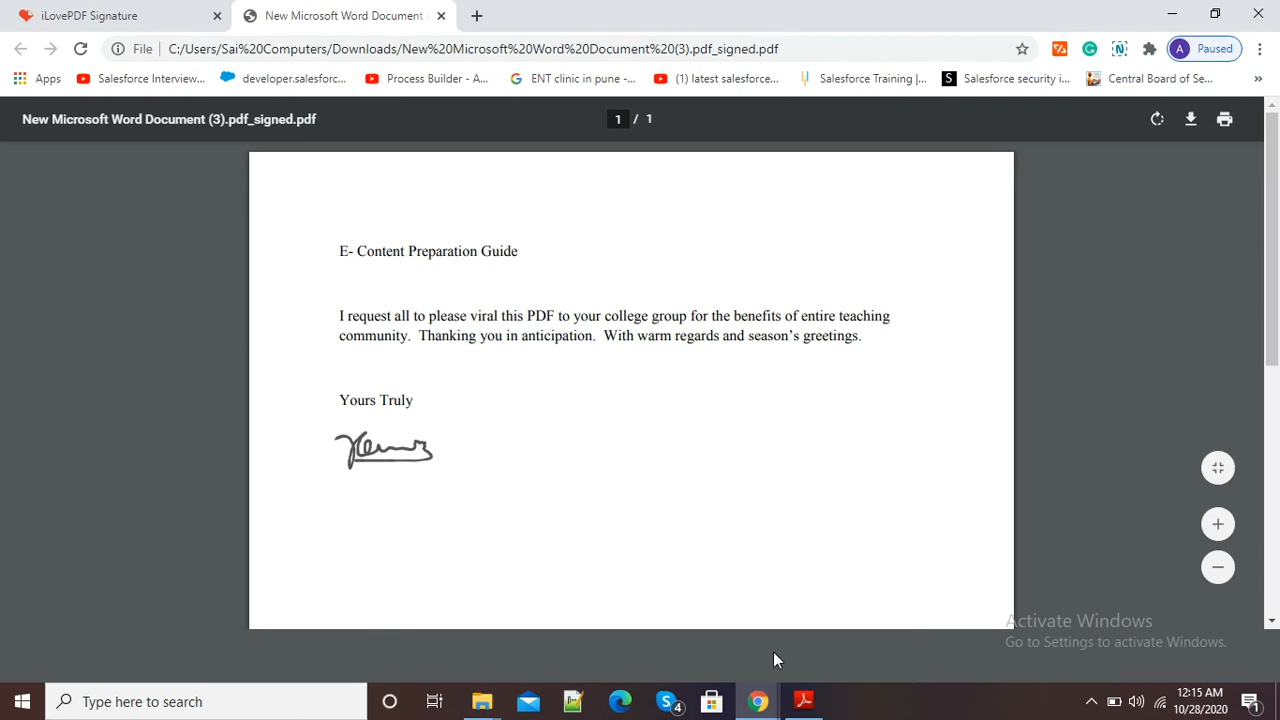 iLovePDF Signature
New Microsoft Word Document
File C:/Users/Sai%20Computers/Downloads/New%20Microsoft%20Word%20Document%20(3).pdf_signed.pdf
A Paused
Apps Salesforce Interview... developer.salesforc... Process Builder - A... ENT clinic in pune -... (1) latest salesforce... Salesforce Training |... Salesforce security i... Central Board of Se... »
New Microsoft Word Document (3).pdf_signed.pdf 1 / 1
E- Content Preparation Guide
I request all to please viral this PDF to your college group for the benefits of entire teaching
community. Thanking you in anticipation. With warm regards and season’s greetings.
Yours Truly
Activate Windows
Go to Settings to activate Windows.
Type here to search
4
12:15 AM
10/28/2020
1